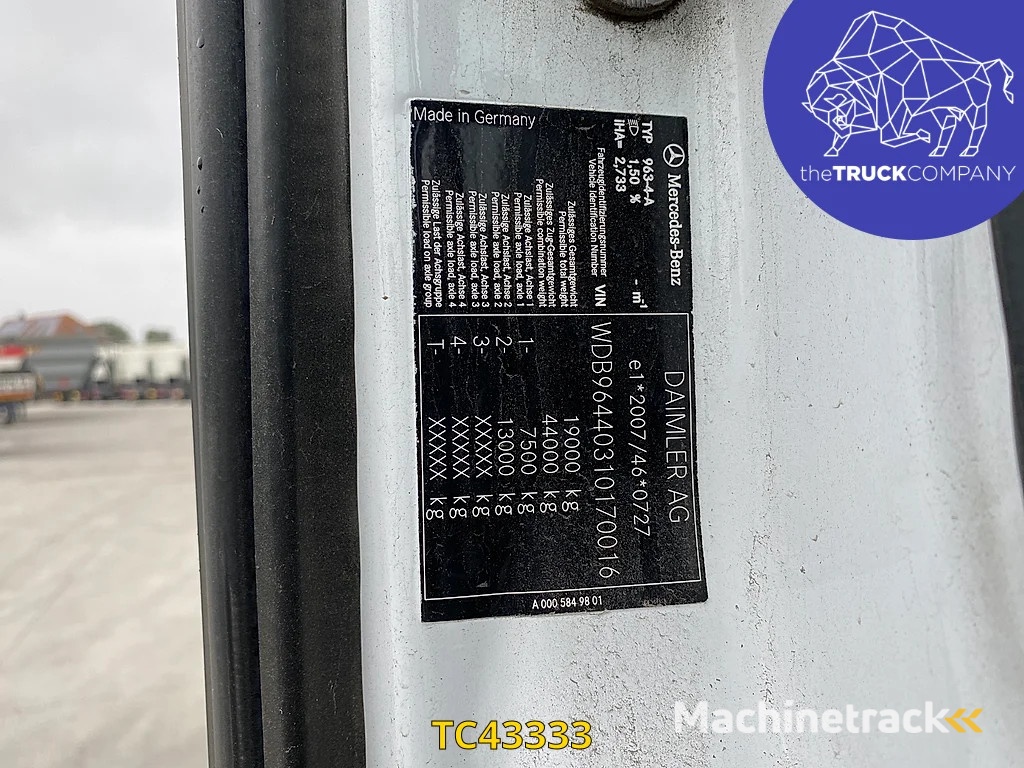 theTRUCKCOMPANY
Made in Germany
Mercedes-Benz
DAIMLER AG
TYP 963-4-A - m⁻¹
e1*2007/46*0727
1,50 %
iHA= 2,733
Fahrzeugidentifizierungsnummer
Vehicle Identification Number VIN
WDB9644031O170016
Zulässiges Gesamtgewicht
Permissible total weight 19000 kg
Zulässiges Zug-Gesamtgewicht
Permissible combination weight 44000 kg
Zulässige Achslast, Achse 1
Permissible axle load, axle 1 1- 7500 kg
Zulässige Achslast, Achse 2
Permissible axle load, axle 2 2- 13000 kg
Zulässige Achslast, Achse 3
Permissible axle load, axle 3 3- XXXXX kg
Zulässige Achslast, Achse 4
Permissible axle load, axle 4 4- XXXXX kg
Zulässige Last der Achsgruppe
Permissible load on axle group T- XXXXX kg
A 000 584 98 01
TC43333
Machinetrack